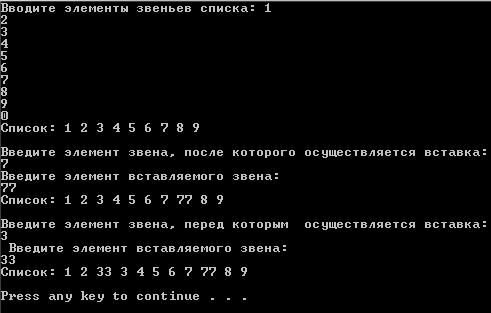 Вводите элементы звеньев списка: 1
2
3
4
5
6
7
8
9
0
Список: 1 2 3 4 5 6 7 8 9
Введите элемент звена, после которого осуществляется вставка:
7
Введите элемент вставляемого звена:
77
Список: 1 2 3 4 5 6 7 77 8 9
Введите элемент звена, перед которым  осуществляется вставка:
3
 Введите элемент вставляемого звена:
33
Список: 1 2 33 3 4 5 6 7 77 8 9
Press any key to continue . . .